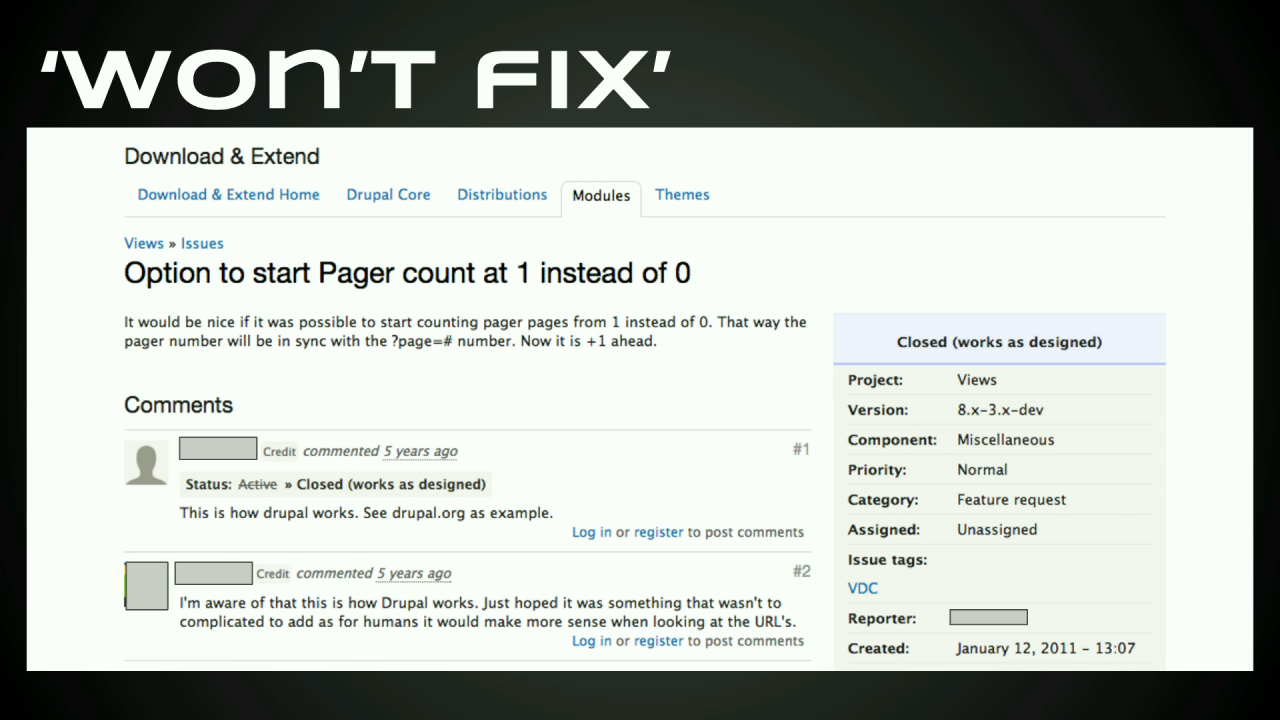 'WON'T FIX'
Download & Extend
Download & Extend Home Drupal Core Distributions Modules Themes
Views » Issues
Option to start Pager count at 1 instead of 0
It would be nice if it was possible to start counting pager pages from 1 instead of 0. That way the
pager number will be in sync with the ?page=# number. Now it is +1 ahead.
Comments
Credit commented 5 years ago #1
Status: Active » Closed (works as designed)
This is how drupal works. See drupal.org as example.
Log in or register to post comments
Credit commented 5 years ago #2
I'm aware of that this is how Drupal works. Just hoped it was something that wasn't to
complicated to add as for humans it would make more sense when looking at the URL's.
Log in or register to post comments
Closed (works as designed)
Project: Views
Version: 8.x-3.x-dev
Component: Miscellaneous
Priority: Normal
Category: Feature request
Assigned: Unassigned
Issue tags:
VDC
Reporter:
Created: January 12, 2011 - 13:07